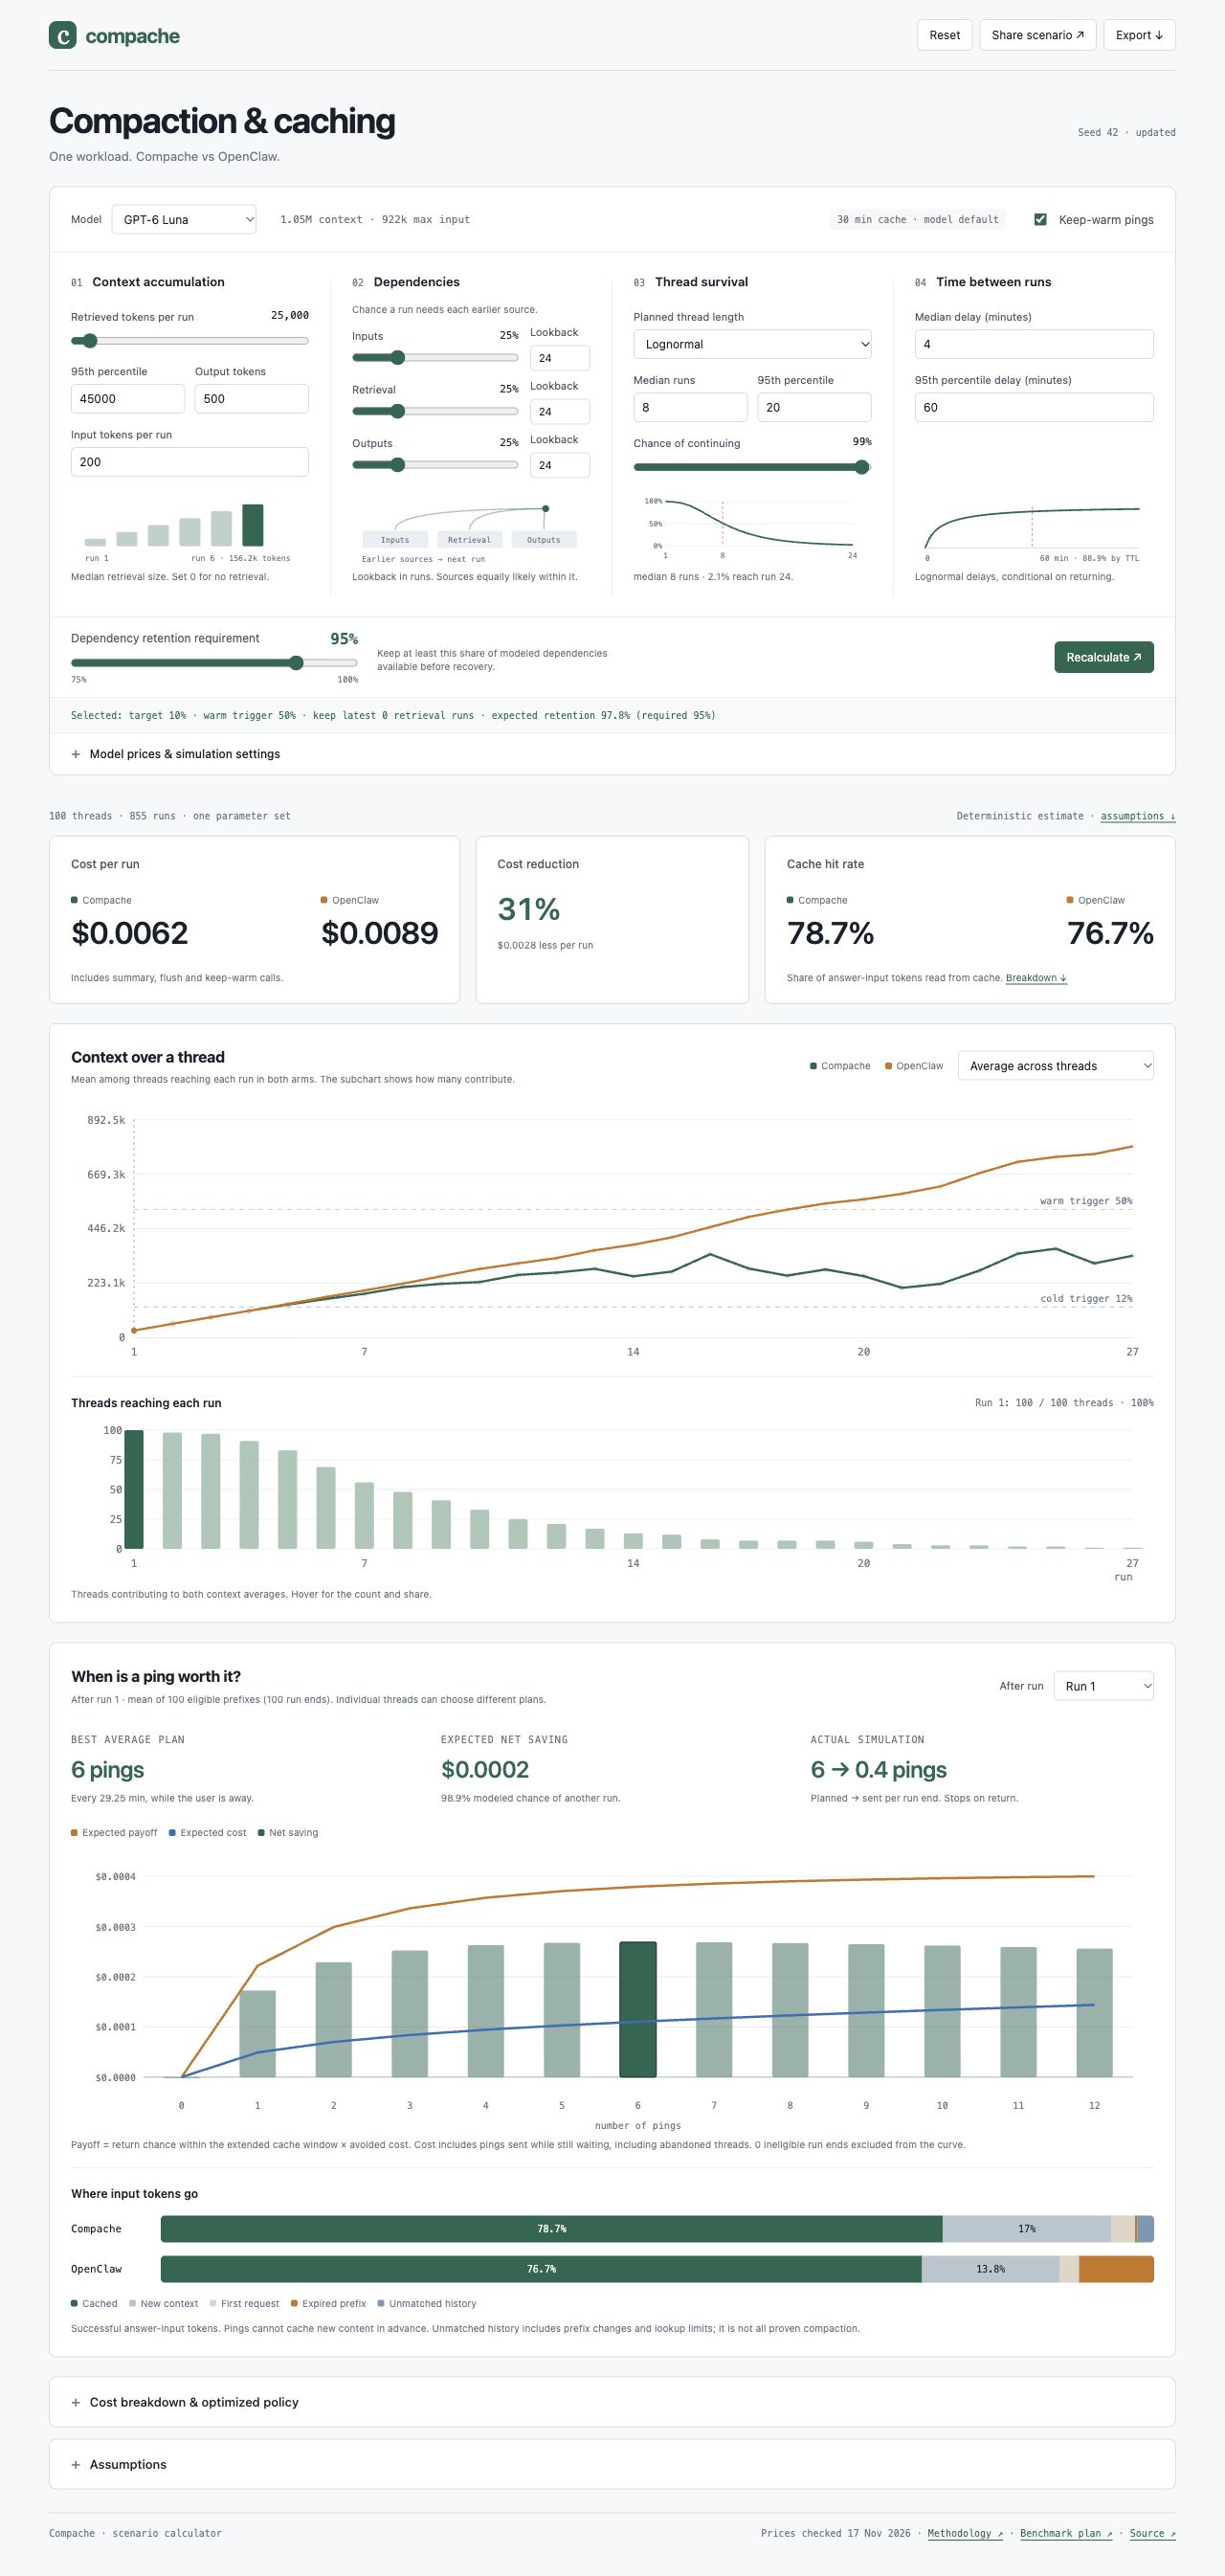 c compache
Reset
Share scenario ↗
Export ↓
Compaction & caching
One workload. Compache vs OpenClaw.
Seed 42 · updated
Model
GPT-6 Luna
1.05M context · 922k max input
30 min cache · model default
Keep-warm pings
01 Context accumulation
Retrieved tokens per run 25,000
95th percentile
Output tokens
45000
500
Input tokens per run
200
run 1
run 6 · 156.2k tokens
Median retrieval size. Set 0 for no retrieval.
02 Dependencies
Chance a run needs each earlier source.
Inputs 25% Lookback
24
Retrieval 25% Lookback
24
Outputs 25% Lookback
24
Inputs
Retrieval
Outputs
Earlier sources → next run
Lookback in runs. Sources equally likely within it.
03 Thread survival
Planned thread length
Lognormal
Median runs
95th percentile
8
20
Chance of continuing 99%
100%
50%
0%
1
8
24
median 8 runs · 2.1% reach run 24.
04 Time between runs
Median delay (minutes)
4
95th percentile delay (minutes)
60
0
60 min · 88.9% by TTL
Lognormal delays, conditional on returning.
Dependency retention requirement 95%
75%
100%
Keep at least this share of modeled dependencies
available before recovery.
Recalculate ↗
Selected: target 10% · warm trigger 50% · keep latest 0 retrieval runs · expected retention 97.8% (required 95%)
+ Model prices & simulation settings
100 threads · 855 runs · one parameter set
Deterministic estimate · assumptions ↓
Cost per run
Compache
OpenClaw
$0.0062
$0.0089
Includes summary, flush and keep-warm calls.
Cost reduction
31%
$0.0028 less per run
Cache hit rate
Compache
OpenClaw
78.7%
76.7%
Share of answer-input tokens read from cache. Breakdown ↓
Context over a thread
Mean among threads reaching each run in both arms. The subchart shows how many contribute.
Compache
OpenClaw
Average across threads
892.5k
669.3k
446.2k
223.1k
0
warm trigger 50%
cold trigger 12%
1
7
14
20
27
Threads reaching each run
Run 1: 100 / 100 threads · 100%
100
75
50
25
0
1
7
14
20
27
run
Threads contributing to both context averages. Hover for the count and share.
When is a ping worth it?
After run 1 · mean of 100 eligible prefixes (100 run ends). Individual threads can choose different plans.
After run
Run 1
BEST AVERAGE PLAN
6 pings
Every 29.25 min, while the user is away.
EXPECTED NET SAVING
$0.0002
98.9% modeled chance of another run.
ACTUAL SIMULATION
6 → 0.4 pings
Planned → sent per run end. Stops on return.
Expected payoff
Expected cost
Net saving
$0.0004
$0.0003
$0.0002
$0.0001
$0.0000
0
1
2
3
4
5
6
7
8
9
10
11
12
number of pings
Payoff = return chance within the extended cache window × avoided cost. Cost includes pings sent while still waiting, including abandoned threads. 0 ineligible run ends excluded from the curve.
Where input tokens go
Compache
78.7%
17%
OpenClaw
76.7%
13.8%
Cached
New context
First request
Expired prefix
Unmatched history
Successful answer-input tokens. Pings cannot cache new content in advance. Unmatched history includes prefix changes and lookup limits; it is not all proven compaction.
+ Cost breakdown & optimized policy
+ Assumptions
Compache · scenario calculator
Prices checked 17 Nov 2026 · Methodology ↗ · Benchmark plan ↗ · Source ↗